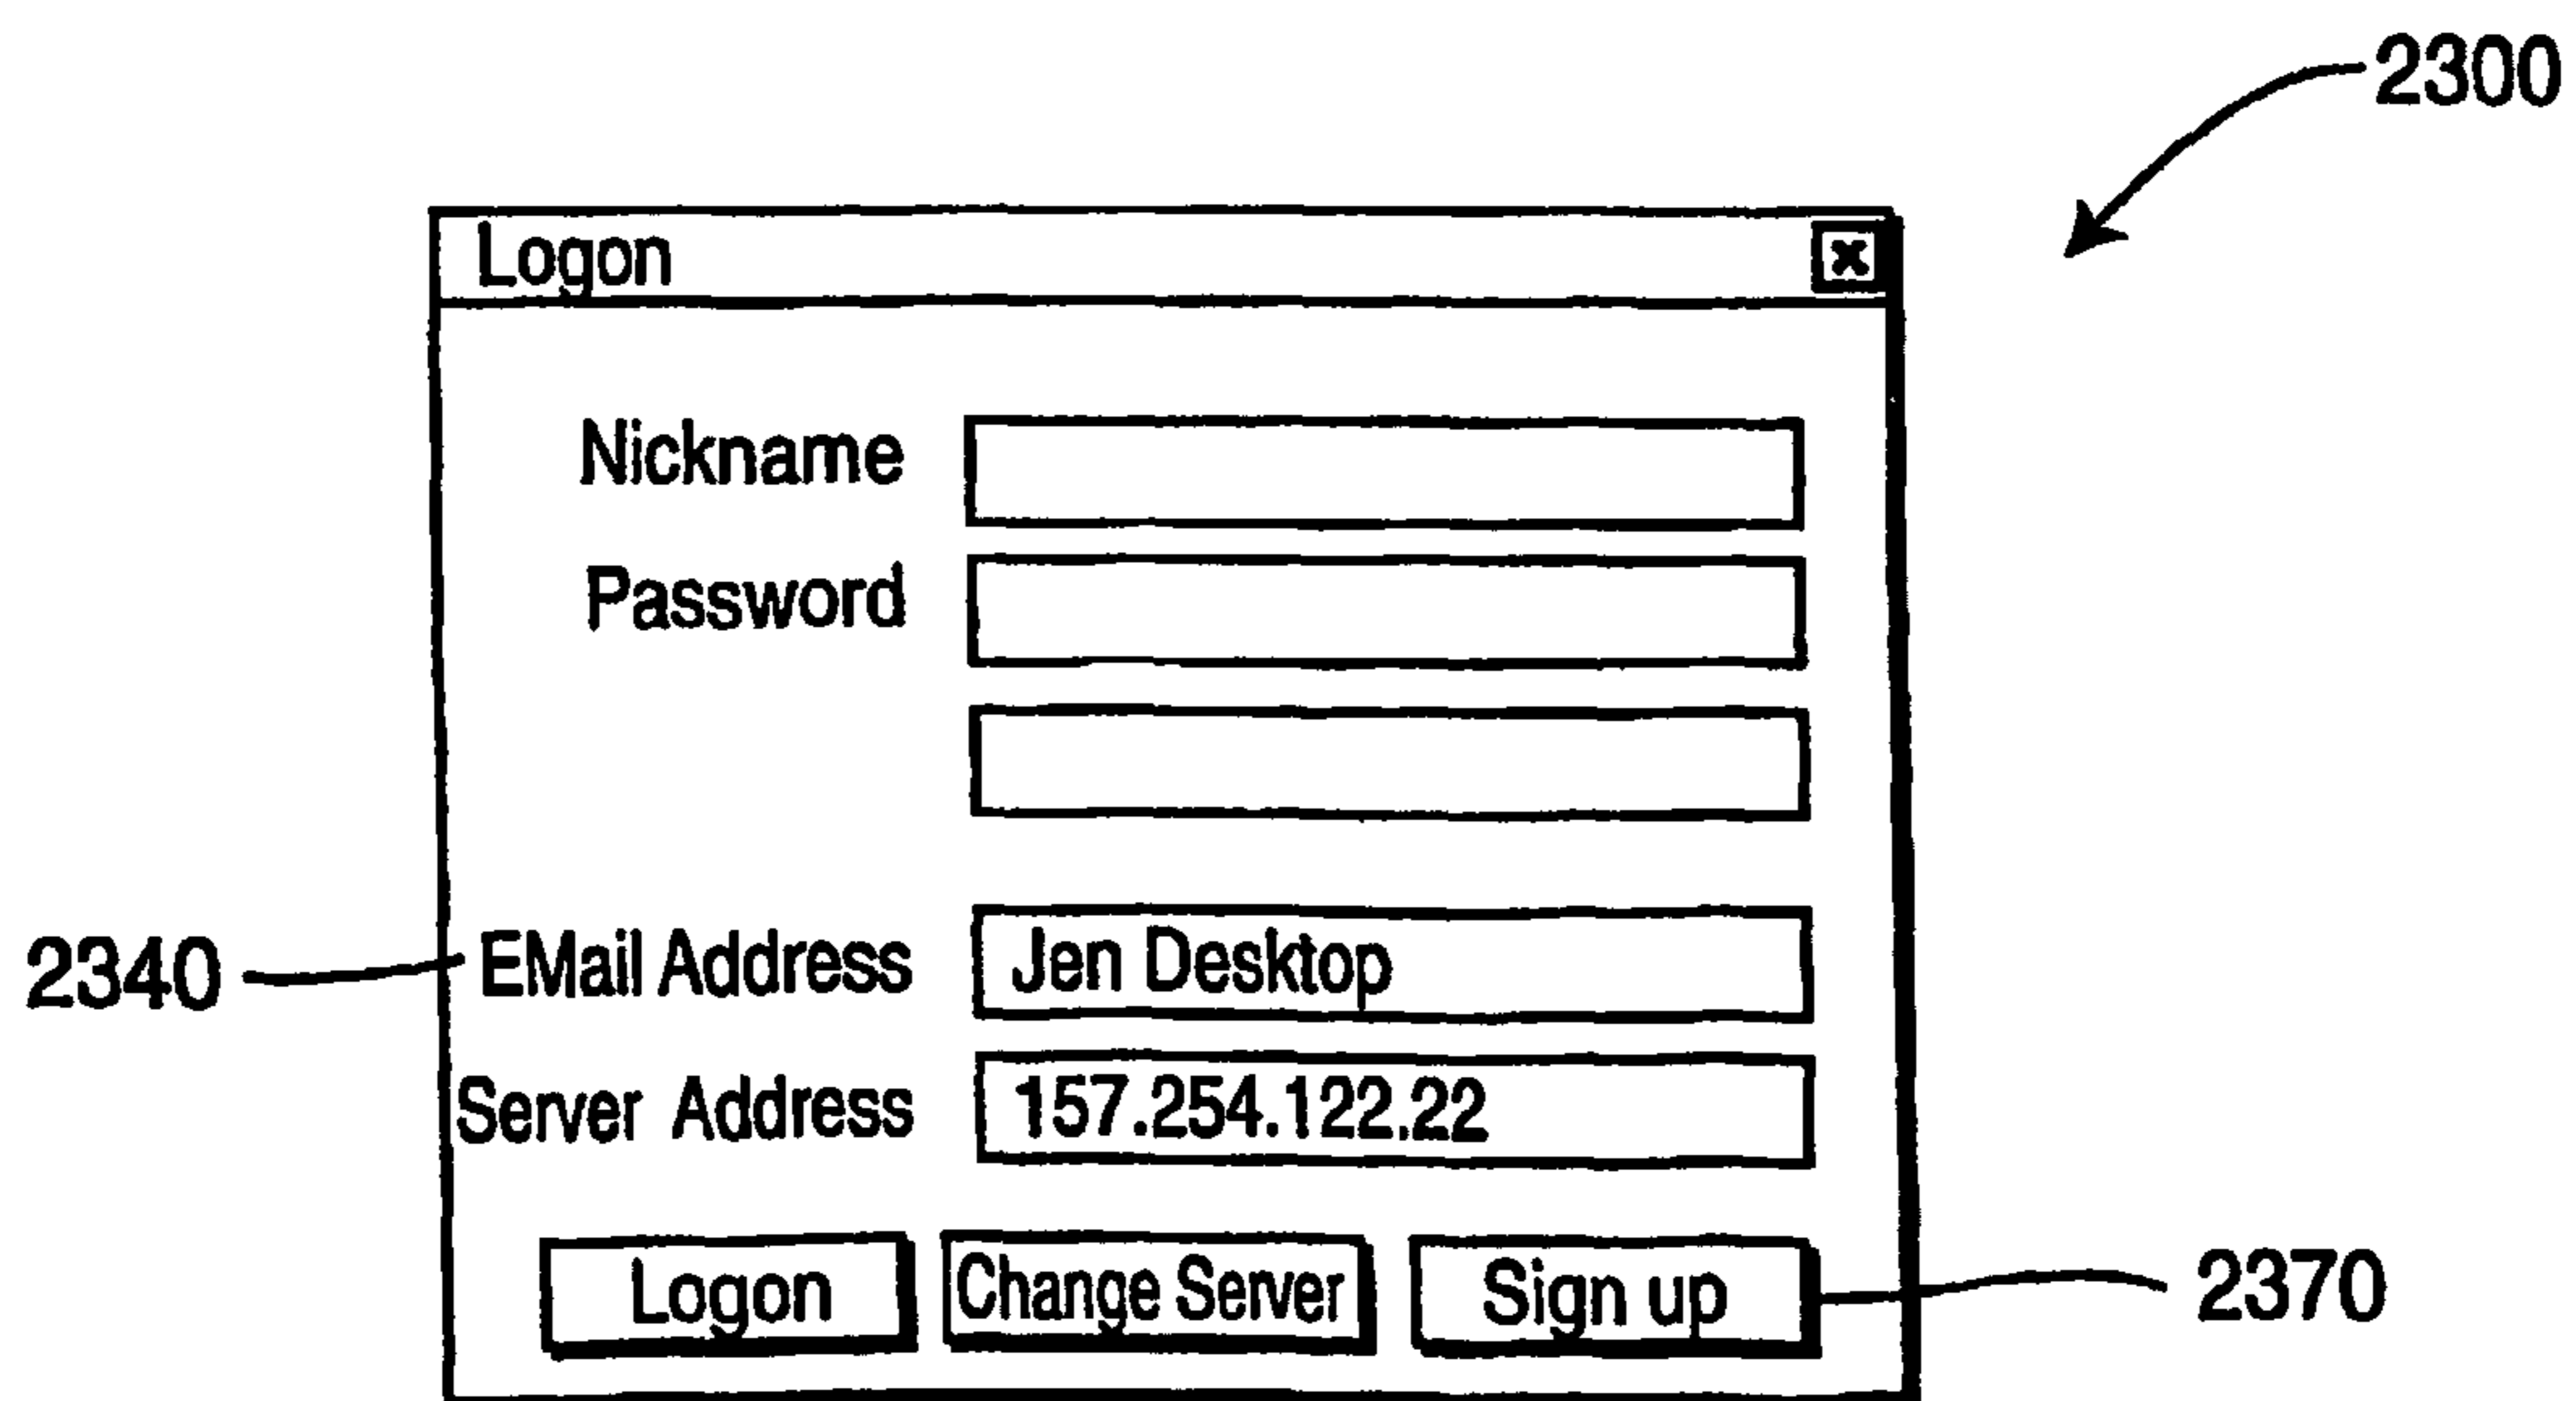 2300
Logon
Nickname
Password
2340 EMail Address Jen Desktop
Server Address 157.254.122.22
Logon Change Server Sign up 2370